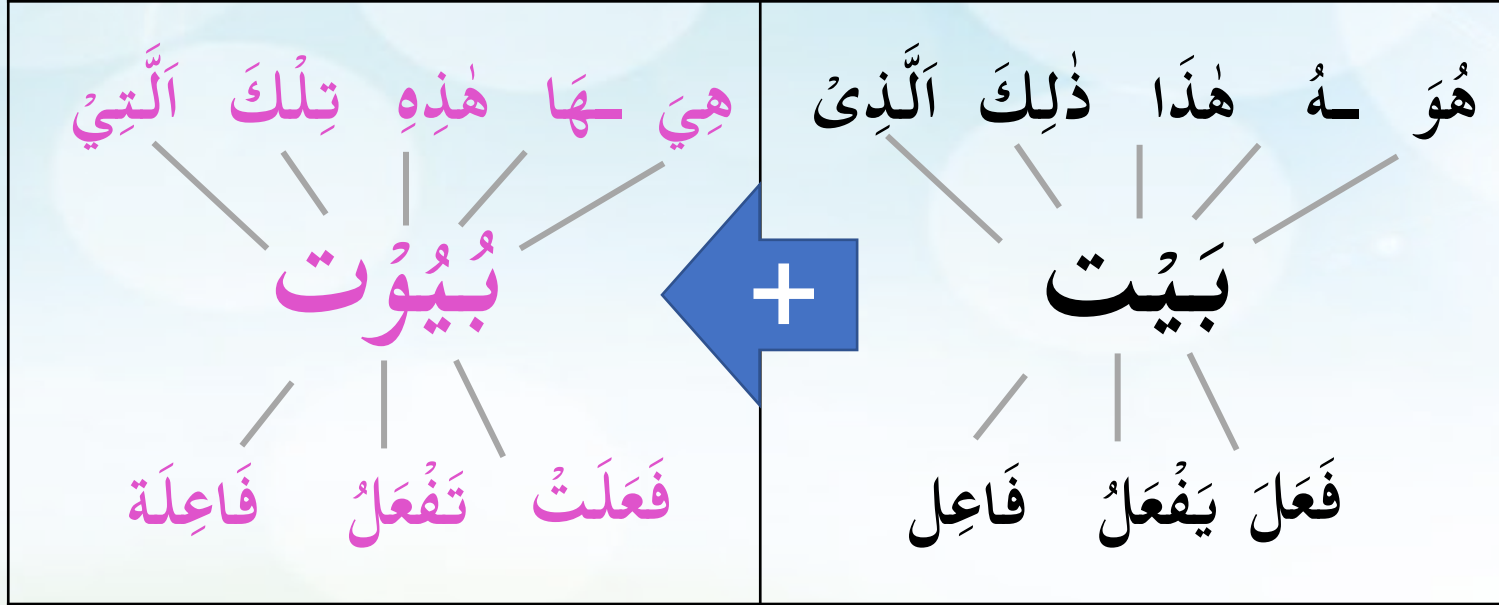 هُوَ ـهُ هٰذَا ذٰلِكَ اَلَّذِىْ
بَيْت
فَعَلَ يَفْعَلُ فَاعِل
+
هِيَ ـهَا هٰذِهِ تِلْكَ اَلَّتِيْ
بُيُوْت
فَعَلَتْ تَفْعَلُ فَاعِلَة